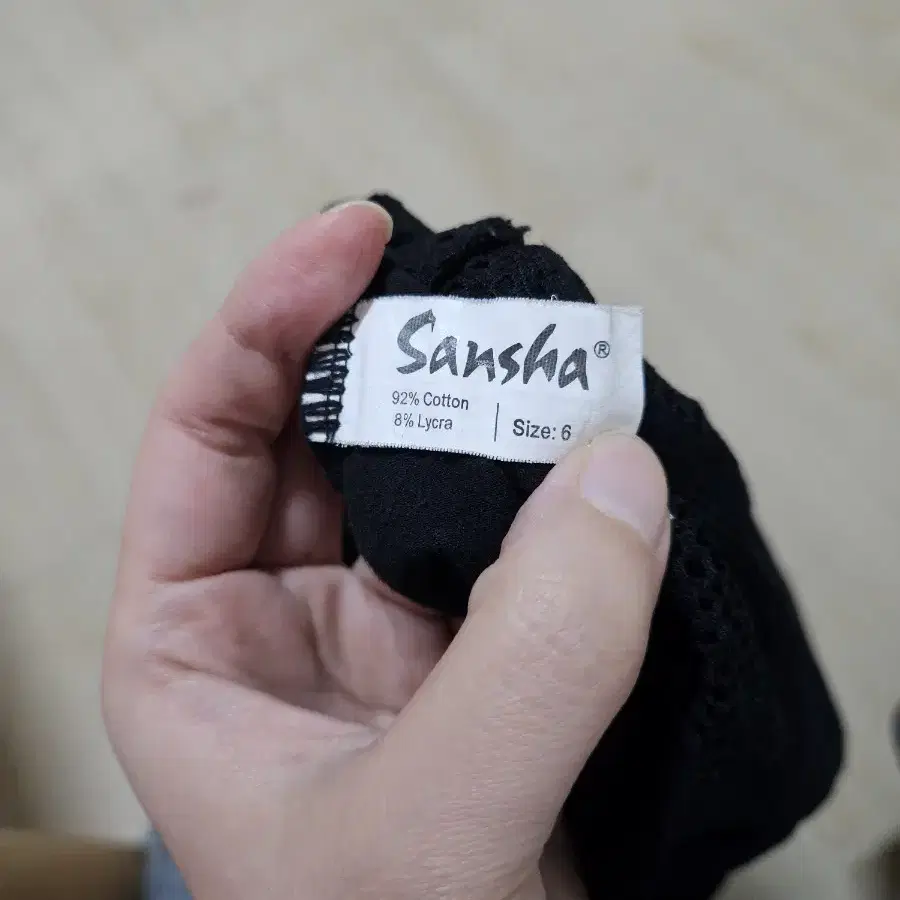 Sansha®
92% Cotton
8% Lycra
Size: 6